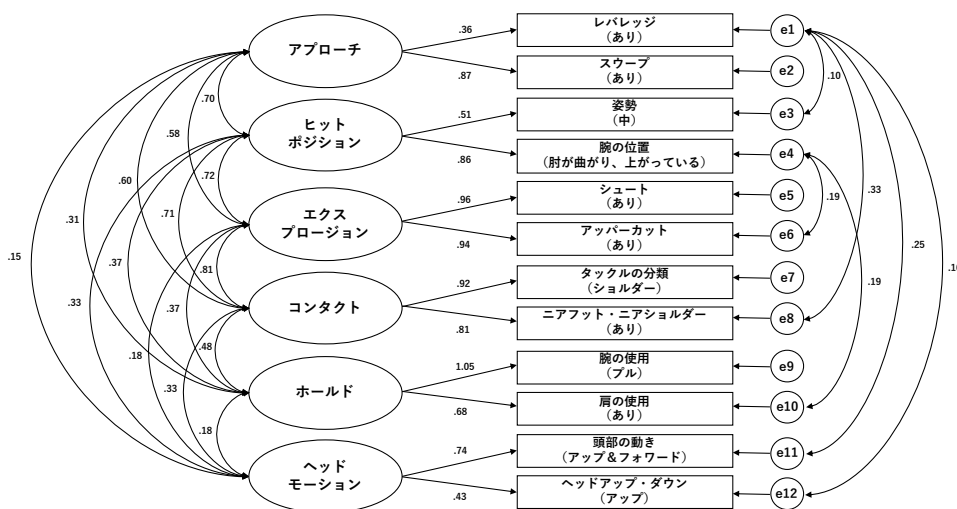 アプローチ
ヒット
ポジション
エクス
プロージョン
コンタクト
ホールド
ヘッド
モーション
レバレッジ
(あり)
スウープ
(あり)
姿勢
(中)
腕の位置
(肘が曲がり、上がっている)
シュート
(あり)
アッパーカット
(あり)
タックルの分類
(ショルダー)
ニアフット・ニアショルダー
(あり)
腕の使用
(プル)
肩の使用
(あり)
頭部の動き
(アップ&フォワード)
ヘッドアップ・ダウン
(アップ)
e1
e2
e3
e4
e5
e6
e7
e8
e9
e10
e11
e12
.36
.87
.51
.86
.96
.94
.92
.81
1.05
.68
.74
.43
.70
.58
.72
.60
.71
.31
.37
.81
.15
.33
.37
.18
.48
.33
.18
.10
.33
.19
.25
.19